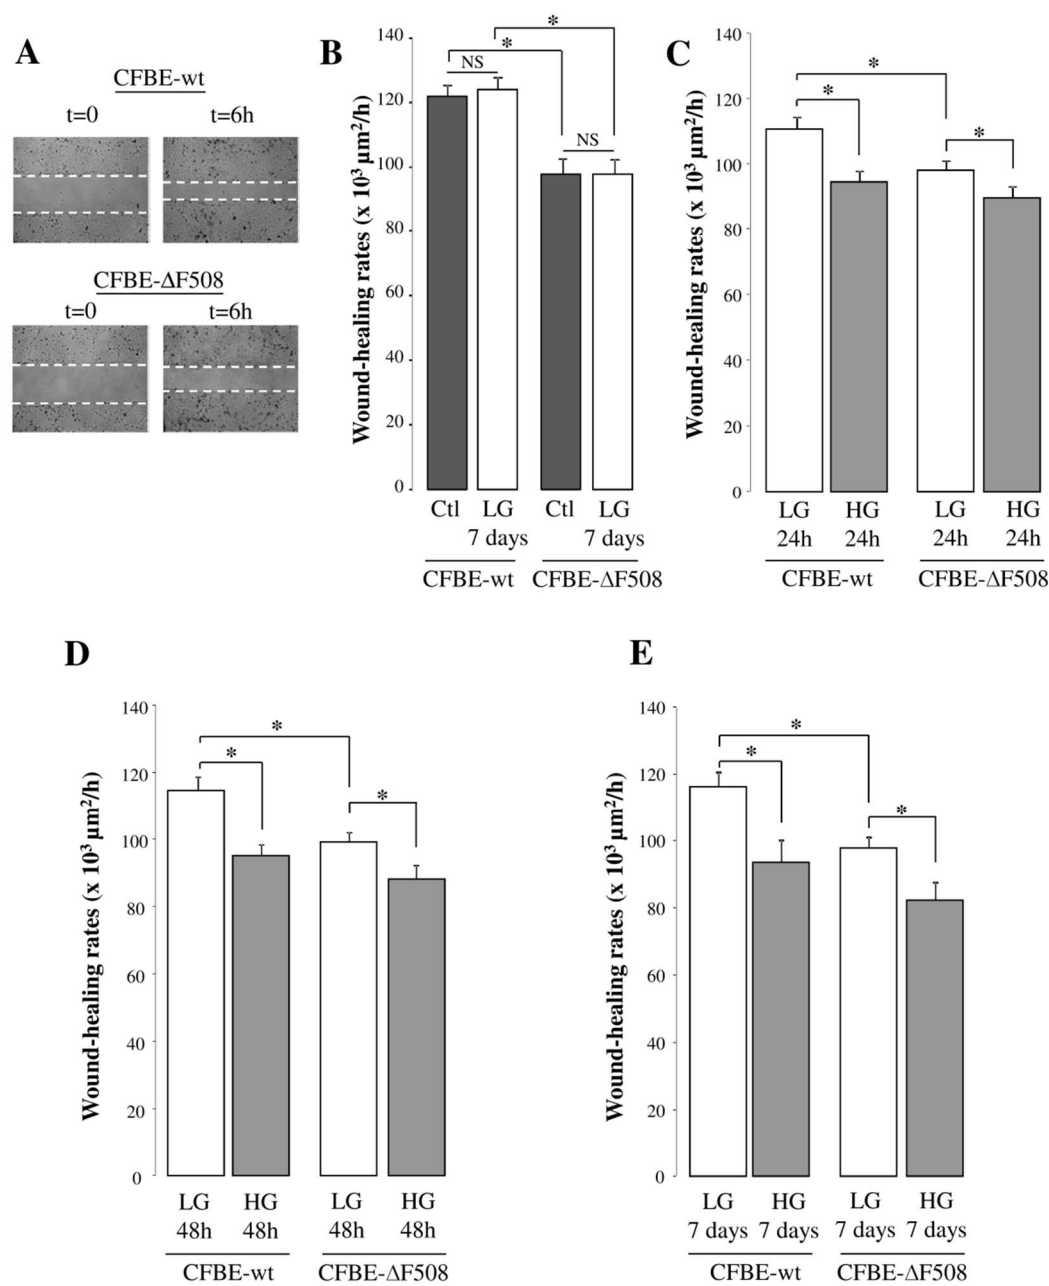 A
CFBE-wt
t=0 t=6h
CFBE-ΔF508
t=0 t=6h
B
Wound-healing rates (x 10³ µm²/h)
140
120
100
80
60
40
20
0
*
*
NS
NS
Ctl LG Ctl LG
7 days 7 days
CFBE-wt CFBE-ΔF508
C
Wound-healing rates (x 10³ µm²/h)
140
120
100
80
60
40
20
0
*
*
*
LG HG LG HG
24h 24h 24h 24h
CFBE-wt CFBE-ΔF508
D
Wound-healing rates (x 10³ µm²/h)
140
120
100
80
60
40
20
0
*
*
*
LG HG LG HG
48h 48h 48h 48h
CFBE-wt CFBE-ΔF508
E
Wound-healing rates (x 10³ µm²/h)
140
120
100
80
60
40
20
0
*
*
*
LG HG LG HG
7 days 7 days 7 days 7 days
CFBE-wt CFBE-ΔF508